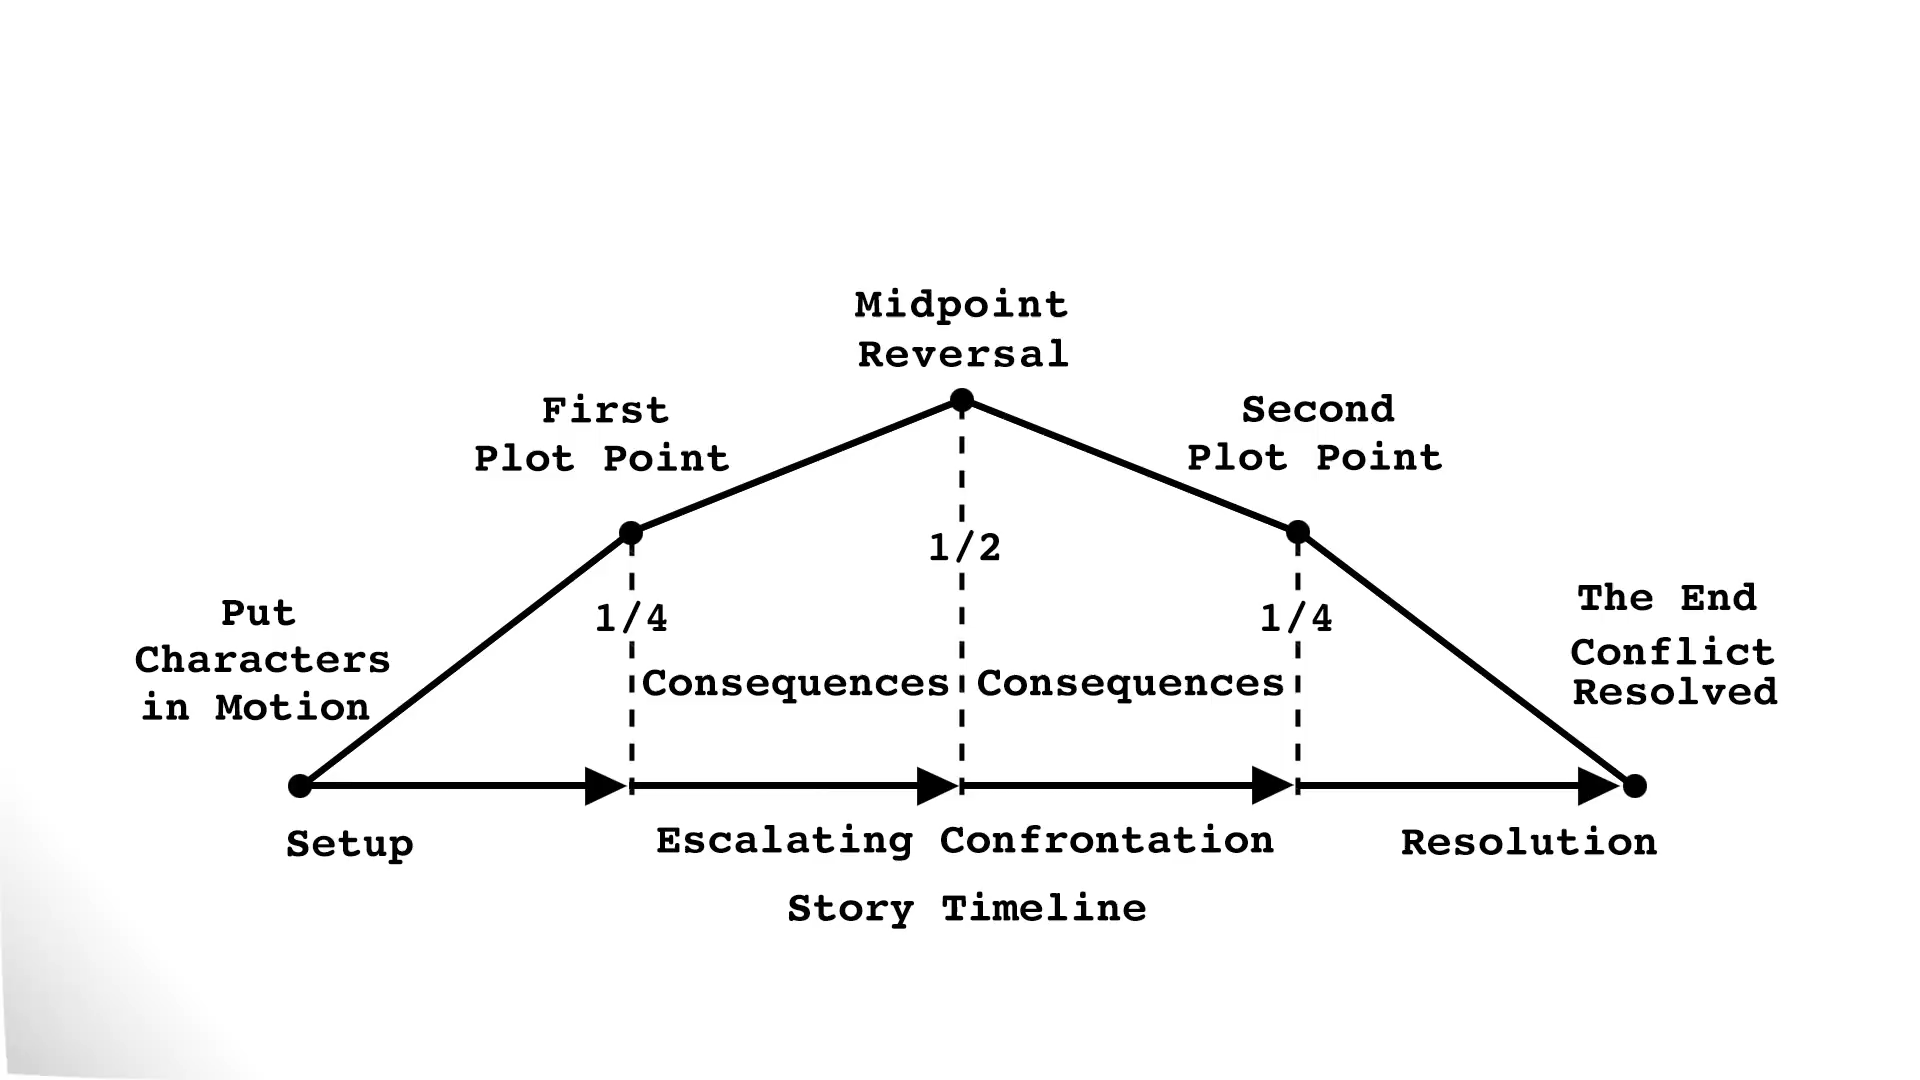 Midpoint
Reversal
First
Plot Point
Second
Plot Point
1/2
Put
Characters
in Motion
1/4
1/4
The End
Conflict
Resolved
Consequences
Consequences
Setup
Escalating Confrontation
Resolution
Story Timeline